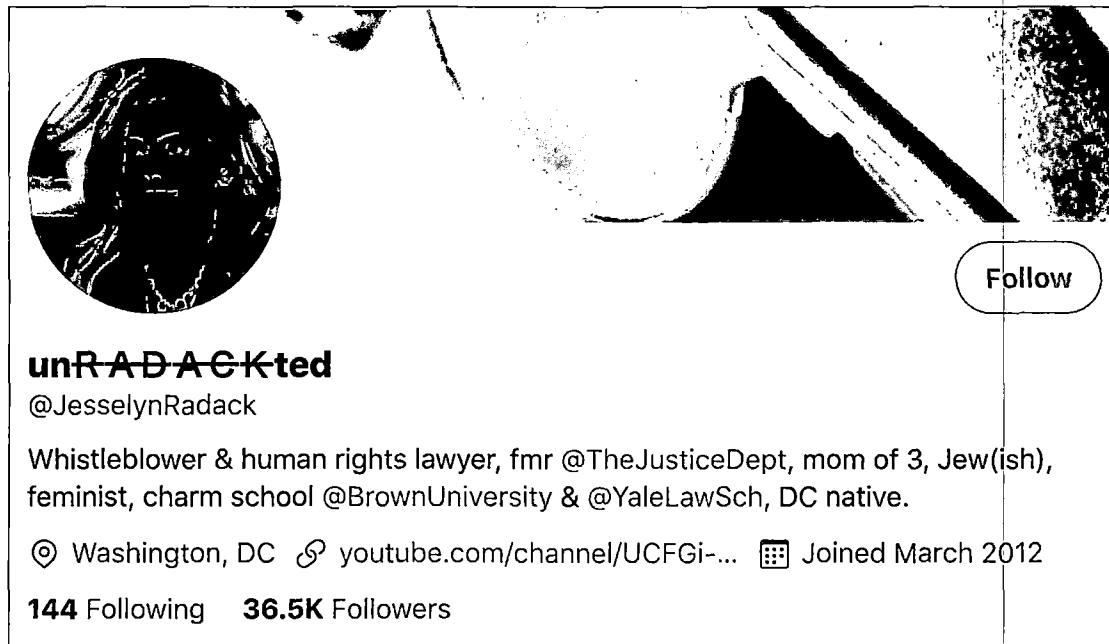 Follow
unRADACKted
@JesselynRadack
Whistleblower & human rights lawyer, fmr @TheJusticeDept, mom of 3, Jew(ish),
feminist, charm school @BrownUniversity & @YaleLawSch, DC native.
Washington, DC youtube.com/channel/UCFGi-... Joined March 2012
144 Following 36.5K Followers